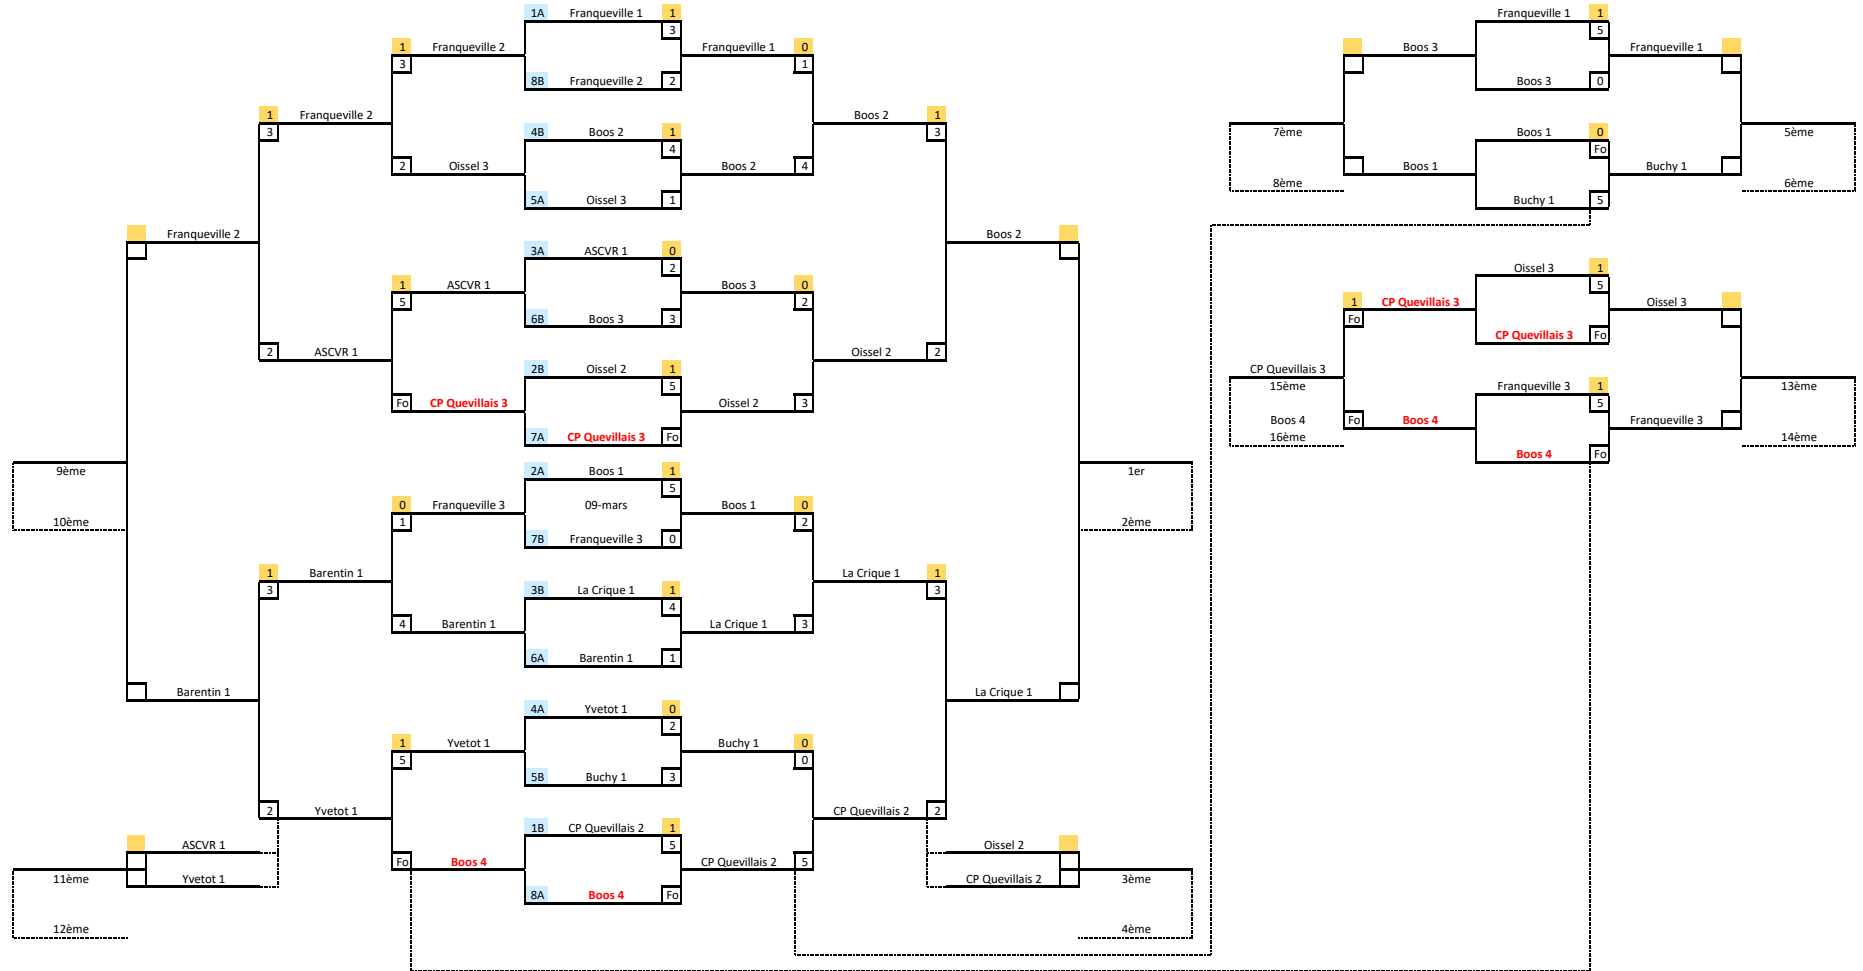 1A Franqueville 1 1
Franqueville 1 1
3
5
1 Franqueville 2
Franqueville 1 0
Boos 3
Franqueville 1
3
1
8B Franqueville 2 2
Boos 3 0
1 Franqueville 2
Boos 2 1
3
3
4B Boos 2 1
Boos 1 0
7ème
5ème
4
Fo
2 Oissel 3
Boos 2 4
Boos 1
Buchy 1
8ème
6ème
5A Oissel 3 1
Buchy 1 5
Franqueville 2
Boos 2
3A ASCVR 1 0
2
Oissel 3 1
5
1 ASCVR 1
Boos 3 0
5
2
1 CP Quevillais 3
Oissel 3
Fo
6B Boos 3 3
CP Quevillais 3 Fo
2 ASCVR 1
Oissel 2 2
2B Oissel 2 1
CP Quevillais 3
5
15ème
Franqueville 3 1
13ème
Fo CP Quevillais 3
Oissel 2 3
5
Boos 4 Fo
Boos 4
Franqueville 3
7A CP Quevillais 3 Fo
16ème
14ème
Boos 4 Fo
9ème
2A Boos 1 1
1er
5
0 Franqueville 3
09-mars
Boos 1 0
10ème
1
2
2ème
7B Franqueville 3 0
1 Barentin 1
La Crique 1 1
3
3
3B La Crique 1 1
4
4 Barentin 1
La Crique 1 3
6A Barentin 1 1
Barentin 1
La Crique 1
4A Yvetot 1 0
2
1 Yvetot 1
Buchy 1 0
5
0
5B Buchy 1 3
2 Yvetot 1
CP Quevillais 2 2
1B CP Quevillais 2 1
ASCVR 1
5
Oissel 2
Fo Boos 4
CP Quevillais 2 5
11ème
Yvetot 1
CP Quevillais 2
3ème
8A Boos 4 Fo
12ème
4ème